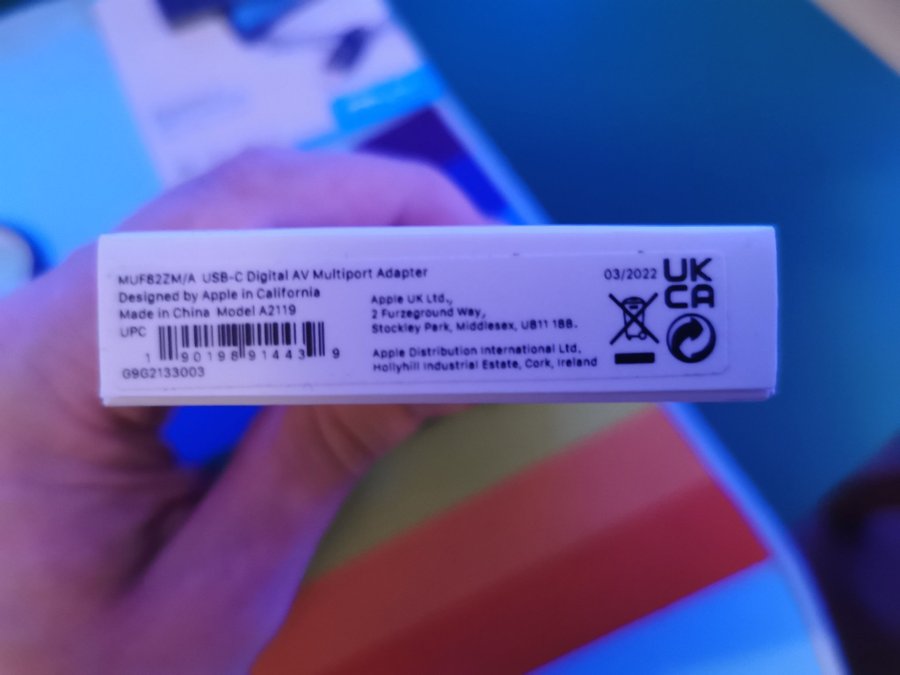 MUF82ZM/A USB-C Digital AV Multiport Adapter
Designed by Apple in California
Made in China Model A2119
UPC
1 90198 91443 9
G9G2133003
Apple UK Ltd.,
2 Furzeground Way,
Stockley Park, Middlesex, UB11 1BB.
Apple Distribution International Ltd.
Hollyhill Industrial Estate, Cork, Ireland
03/2022
UK
CA